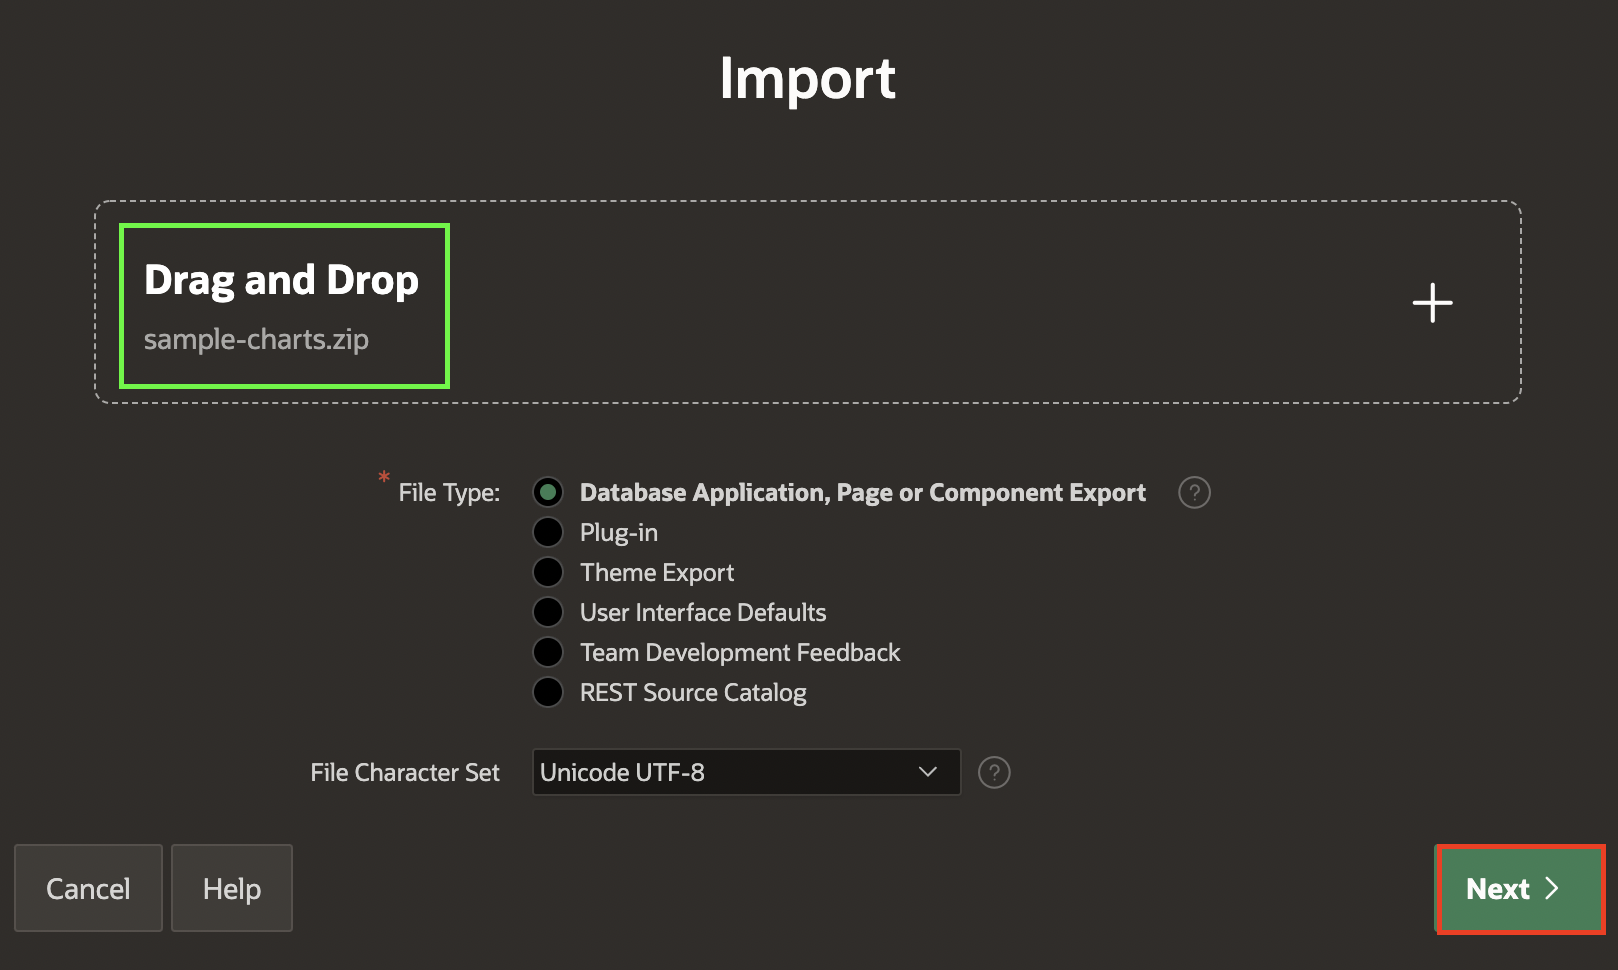 Import
Drag and Drop
sample-charts.zip
* File Type:
Database Application, Page or Component Export ?
Plug-in
Theme Export
User Interface Defaults
Team Development Feedback
REST Source Catalog
File Character Set Unicode UTF-8 ?
Cancel Help Next